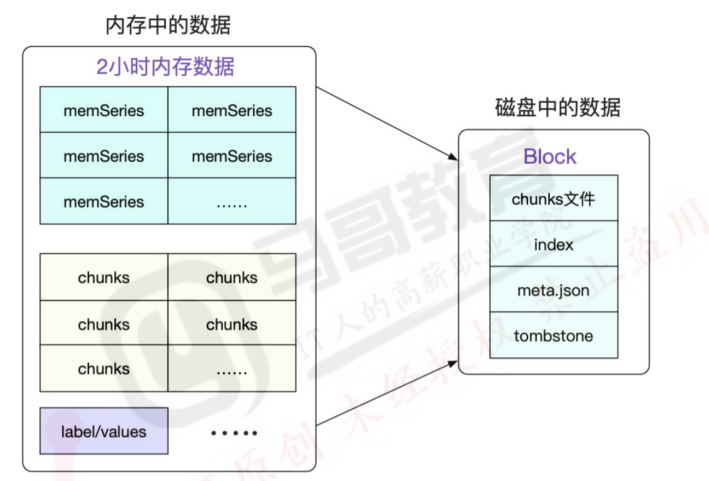 内存中的数据
2小时内存数据
memSeries memSeries
memSeries memSeries
memSeries ……
chunks chunks
chunks chunks
chunks ……
label/values •••••
磁盘中的数据
Block
chunks文件
index
meta.json
tombstone
马哥教育
IT人的高薪职业学院
原创 未经授权 禁止盗用